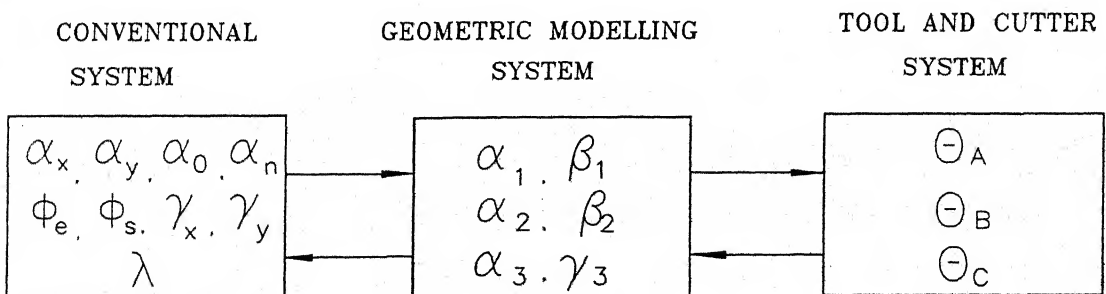 CONVENTIONAL SYSTEM
GEOMETRIC MODELLING SYSTEM
TOOL AND CUTTER SYSTEM
αx, αy, α0, αn
ϕe, ϕs, γx, γy
λ
α1, β1
α2, β2
α3, γ3
ΘA
ΘB
ΘC